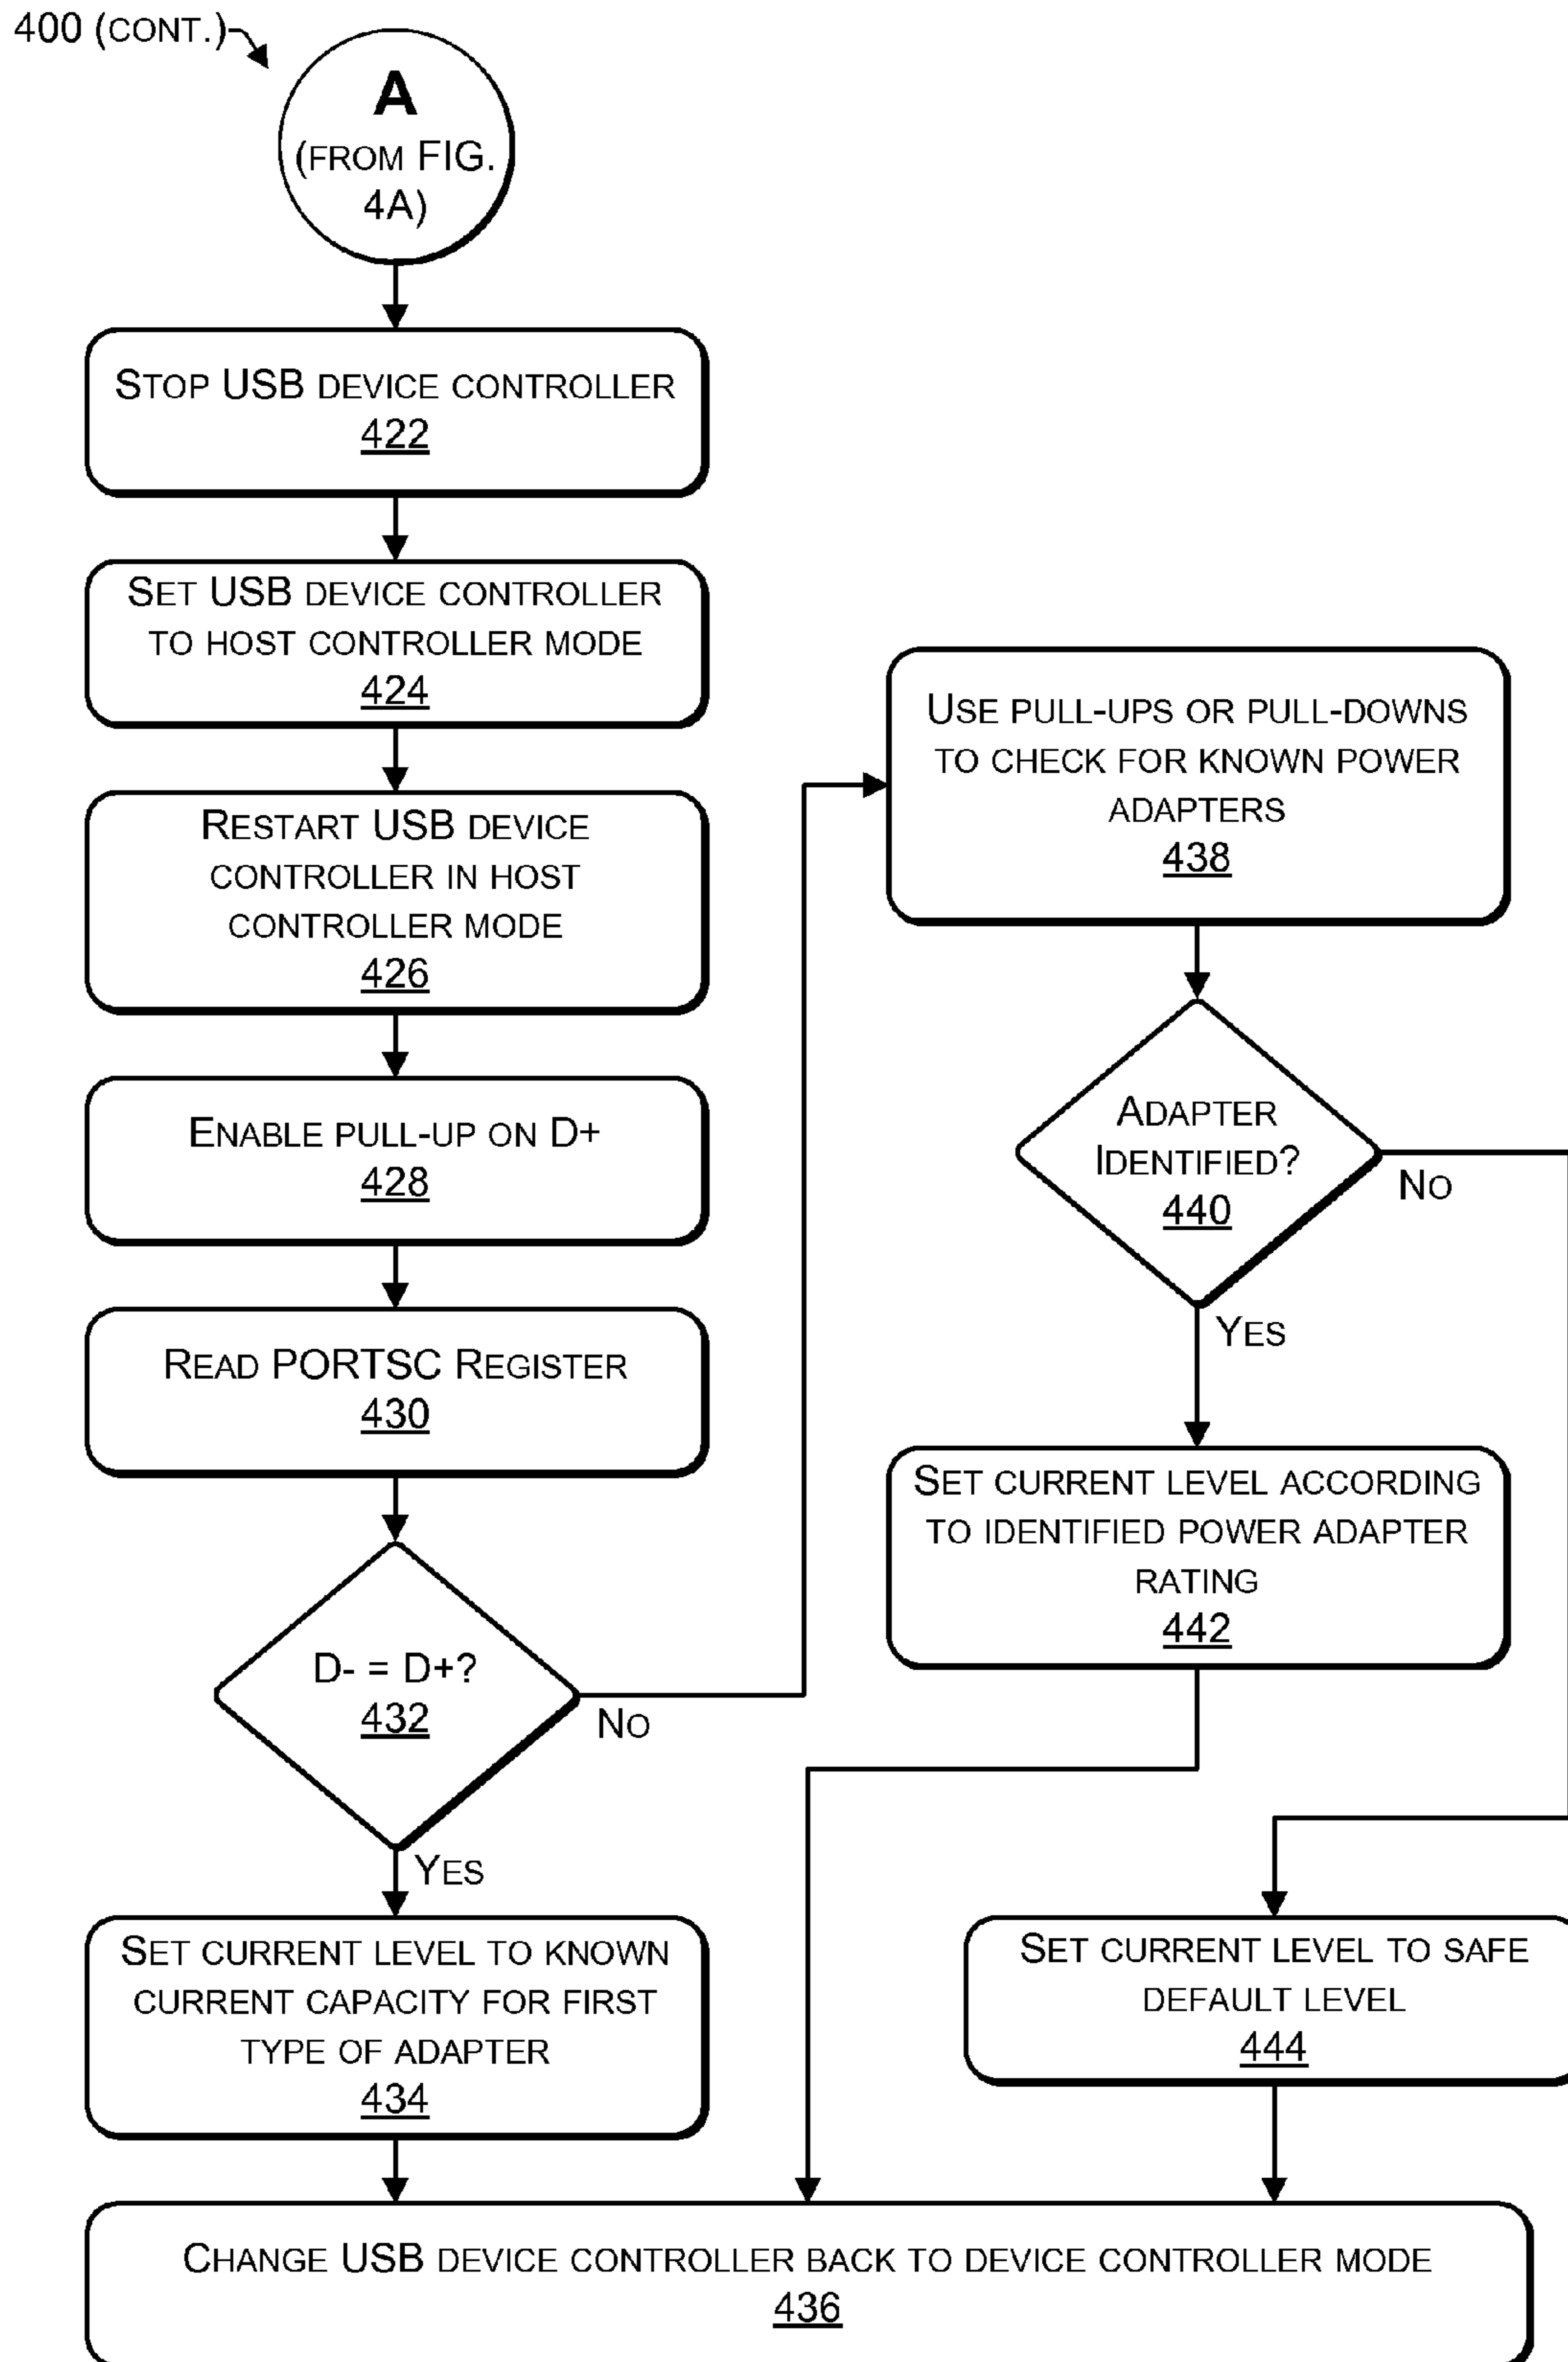 400 (CONT.)
A
(FROM FIG.
4A)
STOP USB DEVICE CONTROLLER
422
SET USB DEVICE CONTROLLER
TO HOST CONTROLLER MODE
424
RESTART USB DEVICE
CONTROLLER IN HOST
CONTROLLER MODE
426
ENABLE PULL-UP ON D+
428
READ PORTSC REGISTER
430
D- = D+?
432
NO
YES
SET CURRENT LEVEL TO KNOWN
CURRENT CAPACITY FOR FIRST
TYPE OF ADAPTER
434
USE PULL-UPS OR PULL-DOWNS
TO CHECK FOR KNOWN POWER
ADAPTERS
438
ADAPTER
IDENTIFIED?
440
NO
YES
SET CURRENT LEVEL ACCORDING
TO IDENTIFIED POWER ADAPTER
RATING
442
SET CURRENT LEVEL TO SAFE
DEFAULT LEVEL
444
CHANGE USB DEVICE CONTROLLER BACK TO DEVICE CONTROLLER MODE
436